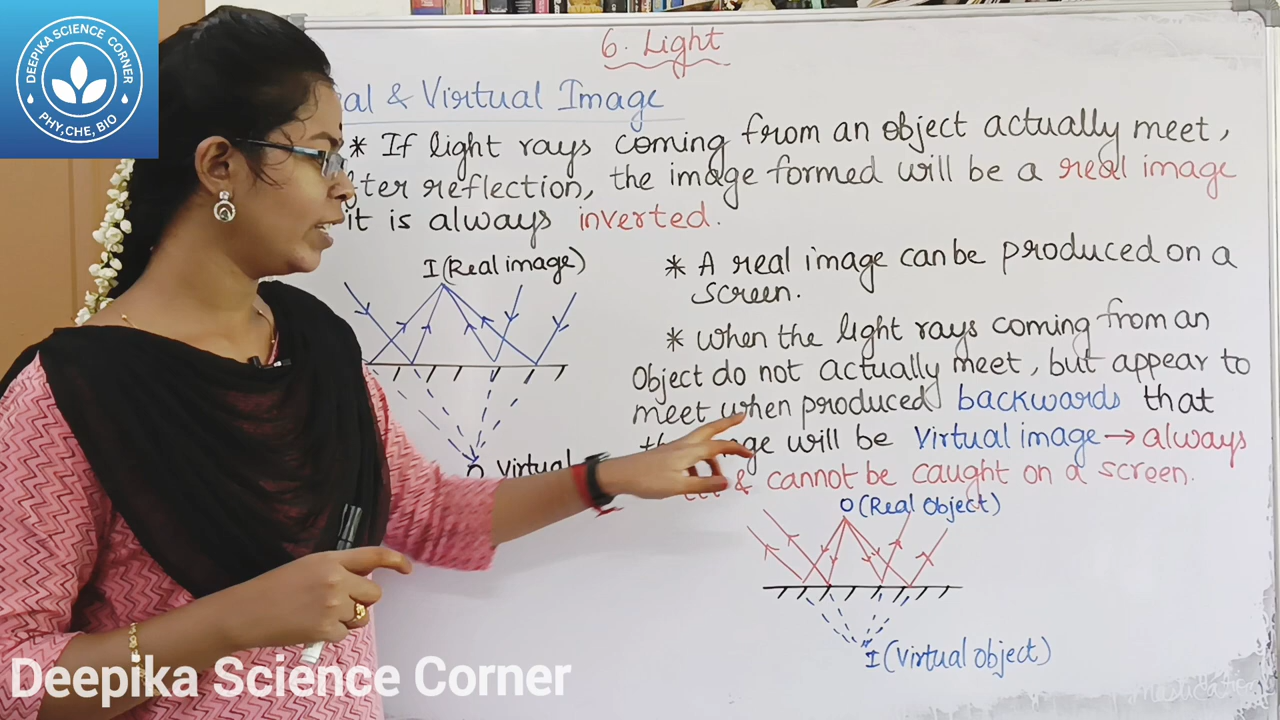 DEEPIKA SCIENCE CORNER
PHY,CHE, BIO
6. Light
& Virtual Image
* If light rays coming from an object actually meet,
reflection, the image formed will be a real image
it is always inverted.
I (Real image)
* A real image can be produced on a
screen.
* when the light rays coming from an
Object do not actually meet, but appear to
meet when produced backwards that
will be Virtual image → always
& cannot be caught on a screen.
Virtual
O (Real Object)
I (Virtual object)
Deepika Science Corner